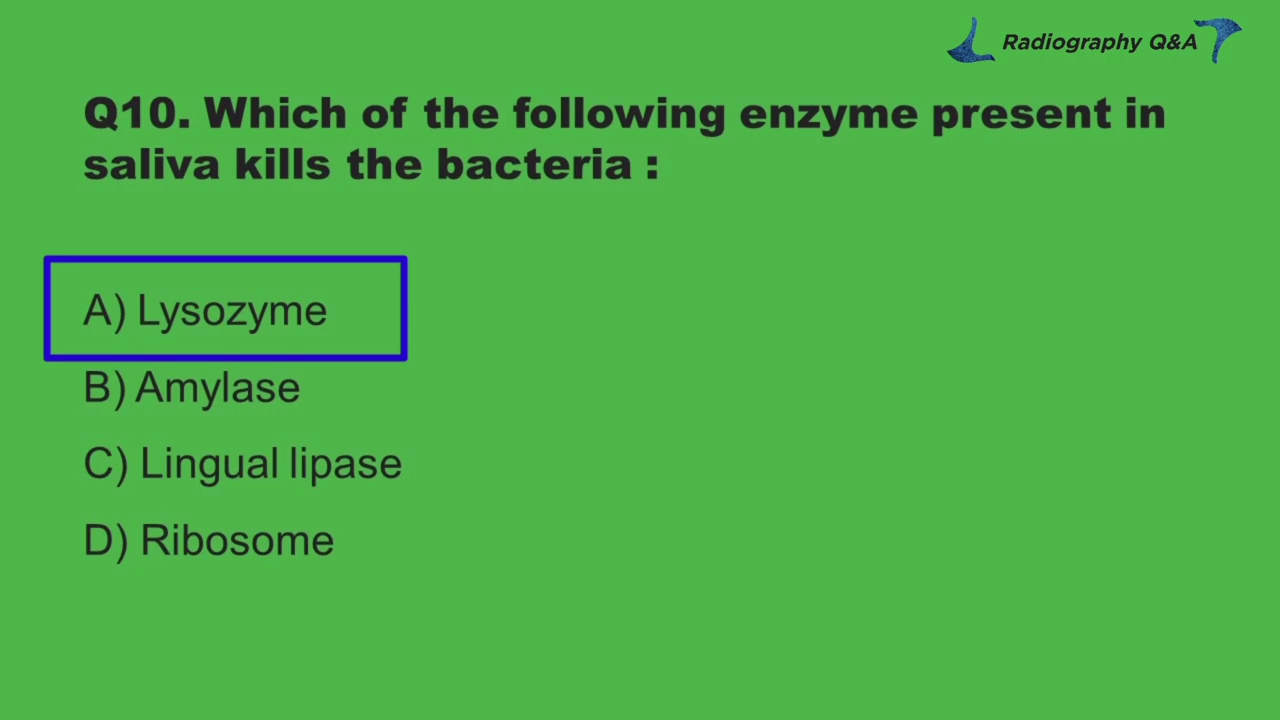 Radiography Q&A
Q10. Which of the following enzyme present in
saliva kills the bacteria :
A) Lysozyme
B) Amylase
C) Lingual lipase
D) Ribosome